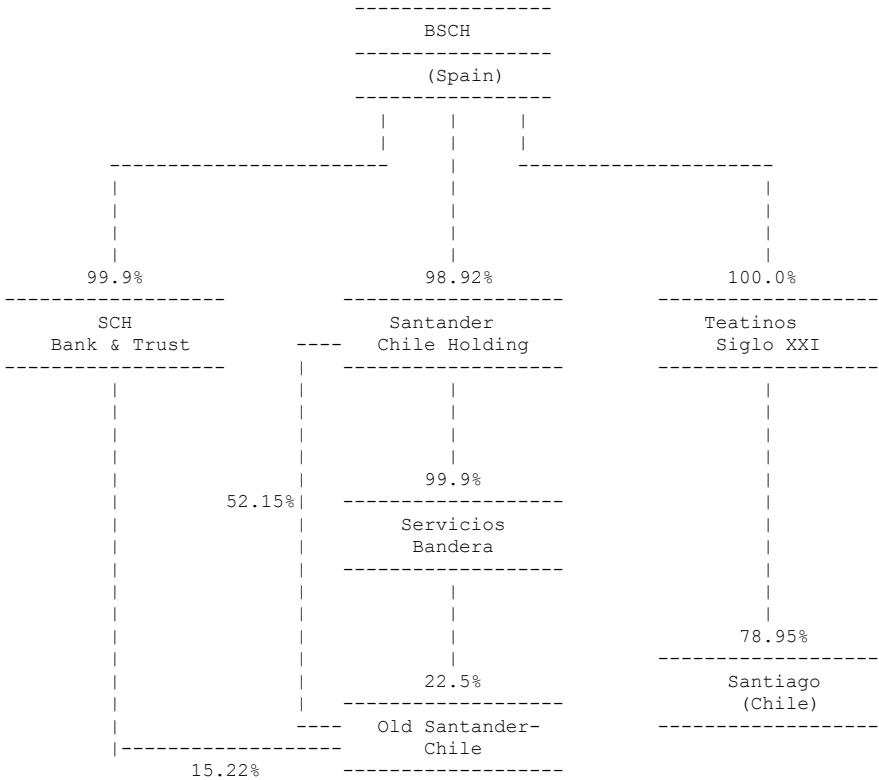 BSCH
(Spain)
99.9% 98.92% 100.0%
SCH Santander Teatinos
Bank & Trust Chile Holding Siglo XXI
99.9%
52.15%
Servicios
Bandera
78.95%
22.5% Santiago
(Chile)
Old Santander-
Chile
15.22%